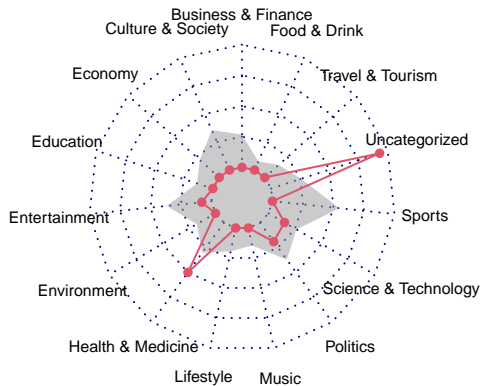 Business & Finance
Culture & Society
Food & Drink
Economy
Travel & Tourism
Education
Uncategorized
Entertainment
Sports
Environment
Science & Technology
Health & Medicine
Politics
Lifestyle
Music